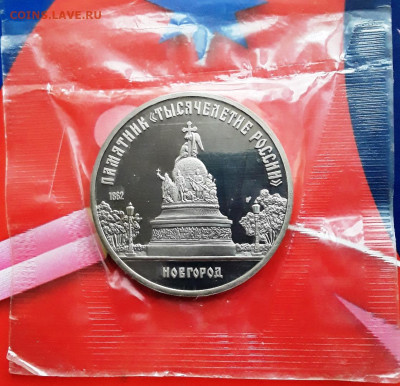 COINS.LAVE.RU
ПАМЯТНИК «ТЫСЯЧЕЛЕТИЕ РОССИИ»
1862
НОВГОРОД